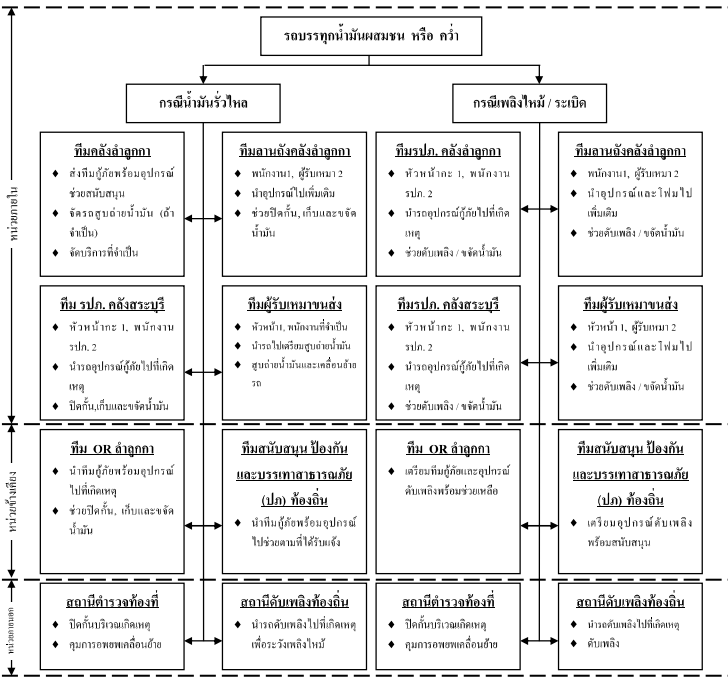 รถบรรทุกน้ำมันผสมชน หรือ คว่ำ
กรณีน้ำมันรั่วไหล
กรณีเพลิงไหม้ / ระเบิด
หน่วยภายใน
ทีมคลังลำลูกกา
♦ ส่งทีมกู้ภัยพร้อมอุปกรณ์
ช่วยสนับสนุน
♦ จัดรถสูบถ่ายน้ำมัน (ถ้า
จำเป็น)
♦ จัดบริการที่จำเป็น
ทีมลานถังคลังลำลูกกา
♦ พนักงาน1, ผู้รับเหมา 2
♦ นำอุปกรณ์ไปเพิ่มเติม
♦ ช่วยปิดกั้น, เก็บและขจัด
น้ำมัน
ทีมรปภ. คลังลำลูกกา
♦ หัวหน้ากะ 1, พนักงาน
รปภ. 2
♦ นำรถอุปกรณ์กู้ภัยไปที่เกิด
เหตุ
♦ ช่วยดับเพลิง / ขจัดน้ำมัน
ทีมลานถังคลังลำลูกกา
♦ พนักงาน1, ผู้รับเหมา 2
♦ นำอุปกรณ์และโฟมไป
เพิ่มเติม
♦ ช่วยดับเพลิง / ขจัดน้ำมัน
ทีม รปภ. คลังสระบุรี
♦ หัวหน้ากะ 1, พนักงาน
รปภ. 2
♦ นำรถอุปกรณ์กู้ภัยไปที่เกิด
เหตุ
♦ ปิดกั้น,เก็บและขจัดน้ำมัน
ทีมผู้รับเหมาขนส่ง
♦ หัวหน้า1, พนักงานที่จำเป็น
♦ นำรถไปเตรียมสูบถ่ายน้ำมัน
♦ สูบถ่ายน้ำมันและเคลื่อนย้าย
รถ
ทีมรปภ. คลังสระบุรี
♦ หัวหน้ากะ 1, พนักงาน
รปภ. 2
♦ นำรถอุปกรณ์กู้ภัยไปที่เกิด
เหตุ
♦ ช่วยดับเพลิง / ขจัดน้ำมัน
ทีมผู้รับเหมาขนส่ง
♦ หัวหน้า 1, ผู้รับเหมา 2
♦ นำอุปกรณ์และโฟมไป
เพิ่มเติม
♦ ช่วยดับเพลิง / ขจัดน้ำมัน
หน่วยข้างเคียง
ทีม OR ลำลูกกา
♦ นำทีมกู้ภัยพร้อมอุปกรณ์
ไปที่เกิดเหตุ
♦ ช่วยปิดกั้น, เก็บและขจัด
น้ำมัน
ทีมสนับสนุน ป้องกัน
และบรรเทาสาธารณภัย
(ปภ) ท้องถิ่น
♦ นำทีมกู้ภัยพร้อมอุปกรณ์
ไปช่วยตามที่ได้รับแจ้ง
ทีม OR ลำลูกกา
♦ เตรียมทีมกู้ภัยและอุปกรณ์
ดับเพลิงพร้อมช่วยเหลือ
ทีมสนับสนุน ป้องกัน
และบรรเทาสาธารณภัย
(ปภ) ท้องถิ่น
♦ เตรียมอุปกรณ์ดับเพลิง
พร้อมสนับสนุน
หน่วยภายนอก
สถานีตำรวจท้องที่
♦ ปิดกั้นบริเวณเกิดเหตุ
♦ คุมการอพยพเคลื่อนย้าย
สถานีดับเพลิงท้องถิ่น
♦ นำรถดับเพลิงไปที่เกิดเหตุ
เพื่อระวังเพลิงไหม้
สถานีตำรวจท้องที่
♦ ปิดกั้นบริเวณเกิดเหตุ
♦ คุมการอพยพเคลื่อนย้าย
สถานีดับเพลิงท้องถิ่น
♦ นำรถดับเพลิงไปที่เกิดเหตุ
♦ ดับเพลิง